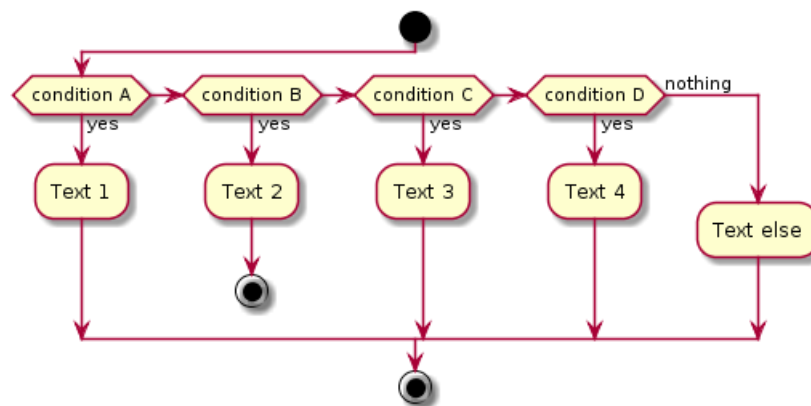 nothing
condition A
condition B
condition C
condition D
yes
yes
yes
yes
Text 1
Text 2
Text 3
Text 4
Text else